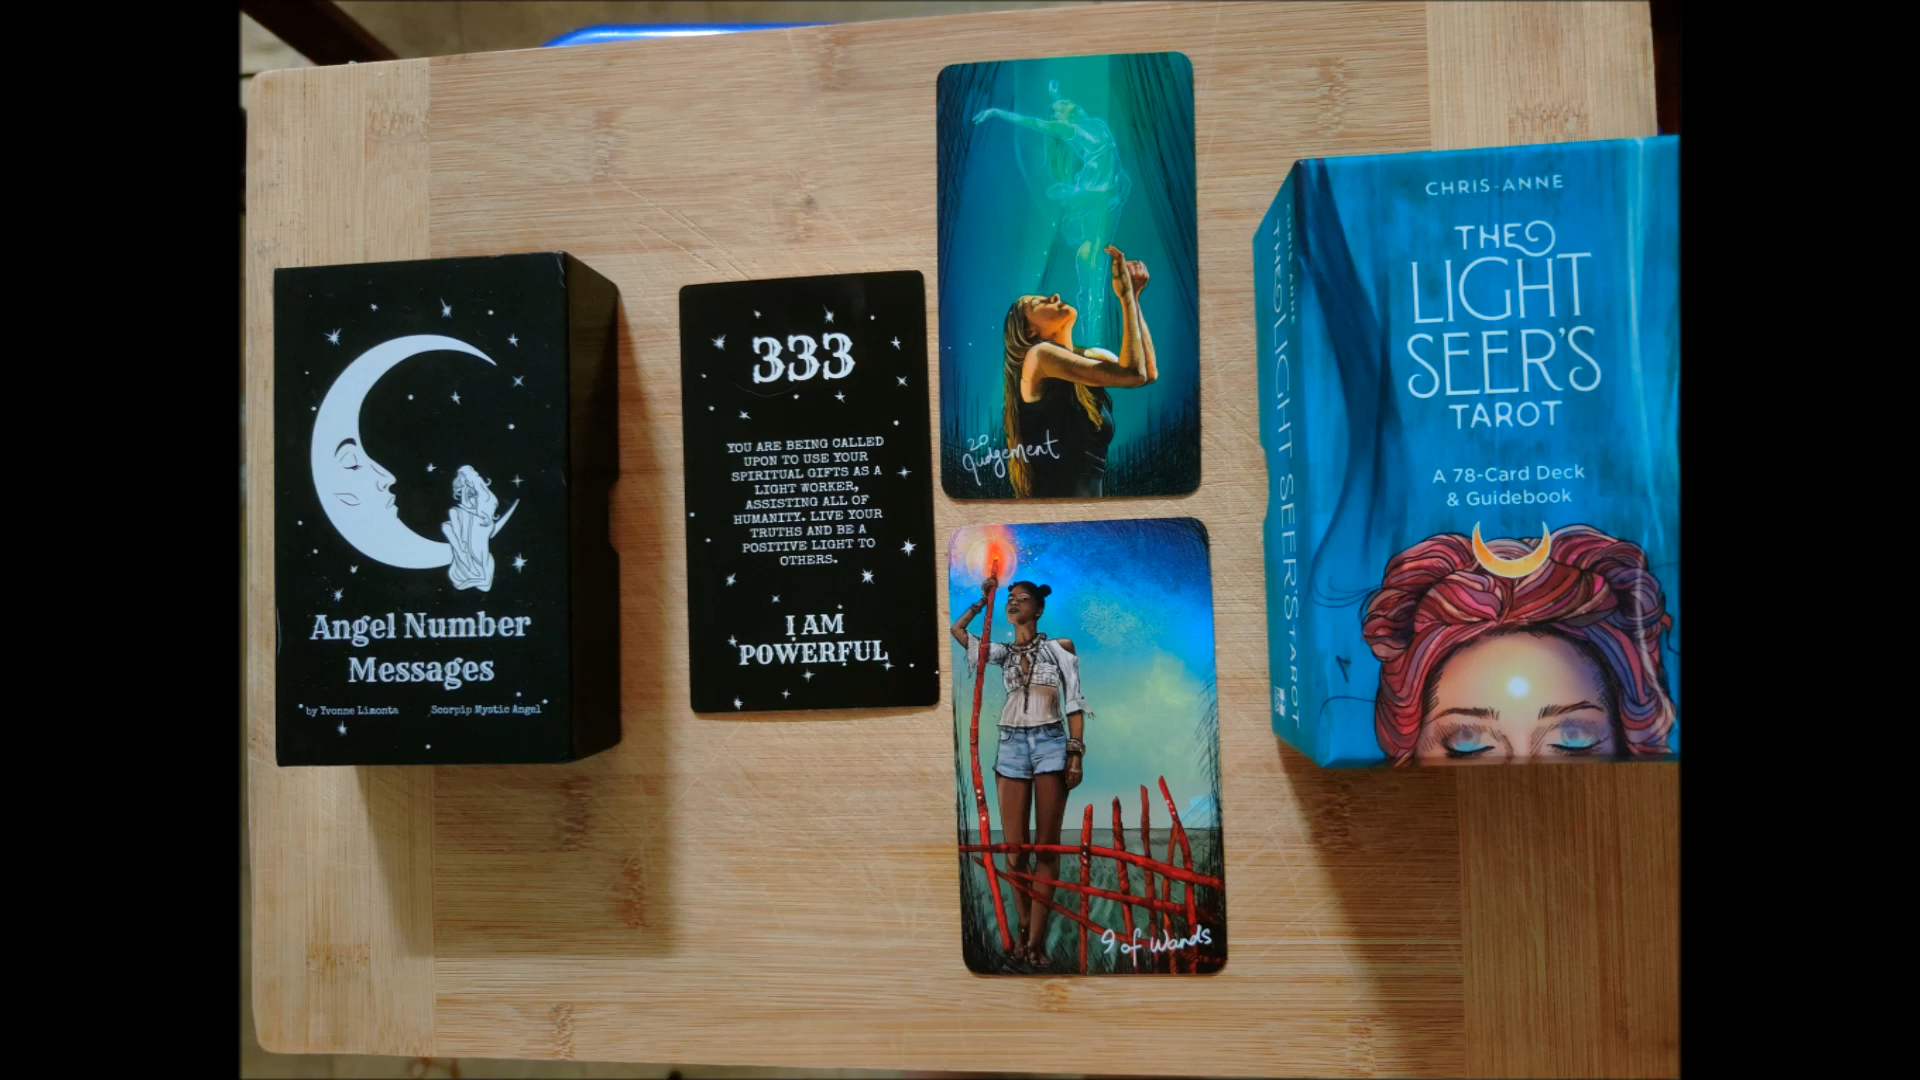 Angel Number
Messages
by Yvonne Limonta
Scorpip Mystic Angel
333
YOU ARE BEING CALLED
UPON TO USE YOUR
SPIRITUAL GIFTS AS A
LIGHT WORKER,
ASSISTING ALL OF
HUMANITY. LIVE YOUR
TRUTHS AND BE A
POSITIVE LIGHT TO
OTHERS.
I AM
POWERFUL
20.
Judgement
9 of Wands
CHRIS-ANNE
THE LIGHT SEER'S TAROT
CHRIS-ANNE
THE
LIGHT
SEER'S
TAROT
A 78-Card Deck
& Guidebook